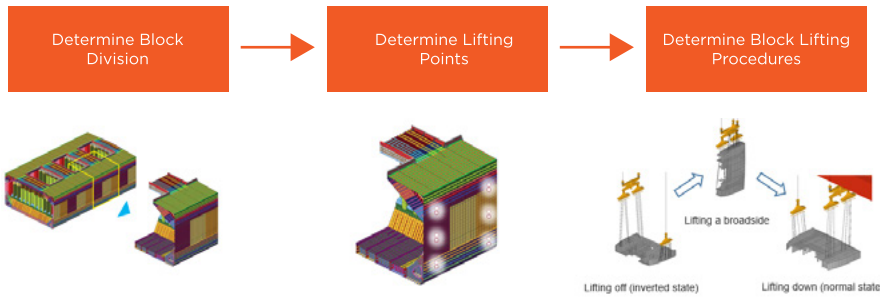 Determine Block
Division
Determine Lifting
Points
Determine Block Lifting
Procedures
Lifting a broadside
Lifting off (inverted state)
Lifting down (normal state